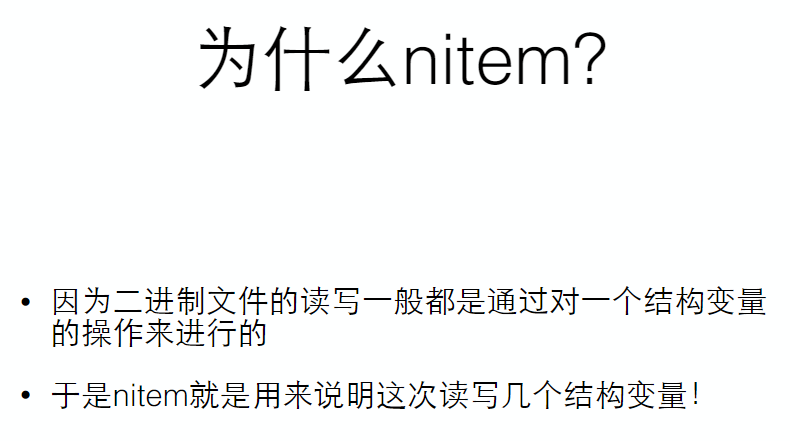 为什么nitem?
• 因为二进制文件的读写一般都是通过对一个结构变量
的操作来进行的
• 于是nitem就是用来说明这次读写几个结构变量！